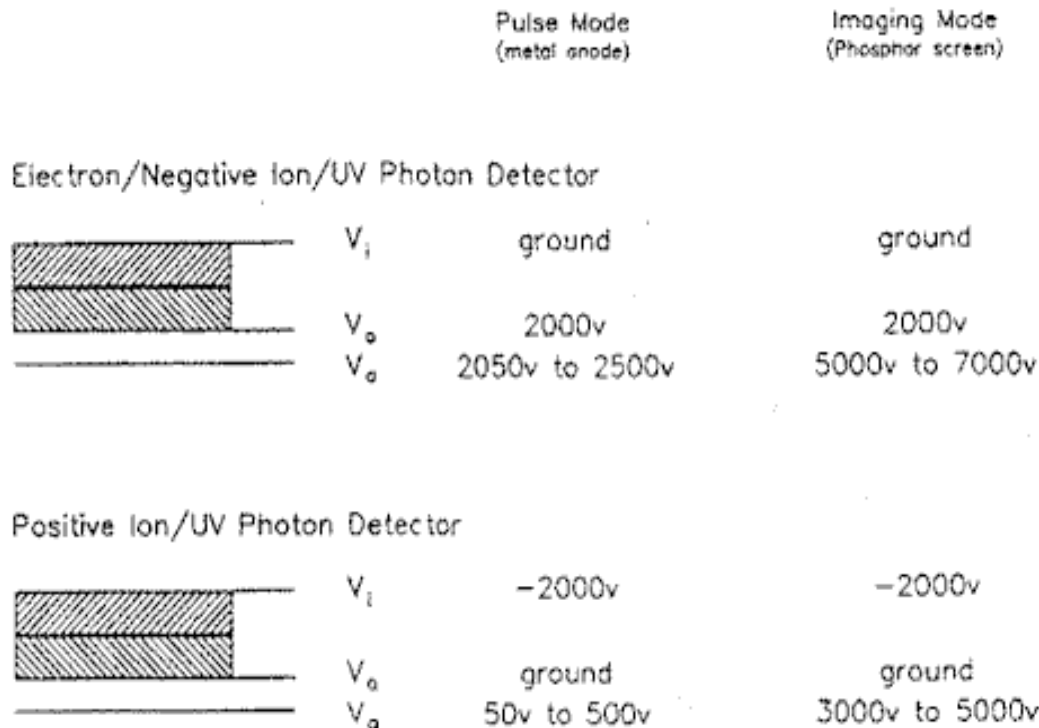 Pulse Mode Imaging Mode
(metal anode) (Phosphor screen)
Electron/Negative Ion/UV Photon Detector
Vi ground ground
Vo 2000v 2000v
Va 2050v to 2500v 5000v to 7000v
Positive Ion/UV Photon Detector
Vi −2000v −2000v
Vo ground ground
Va 50v to 500v 3000v to 5000v